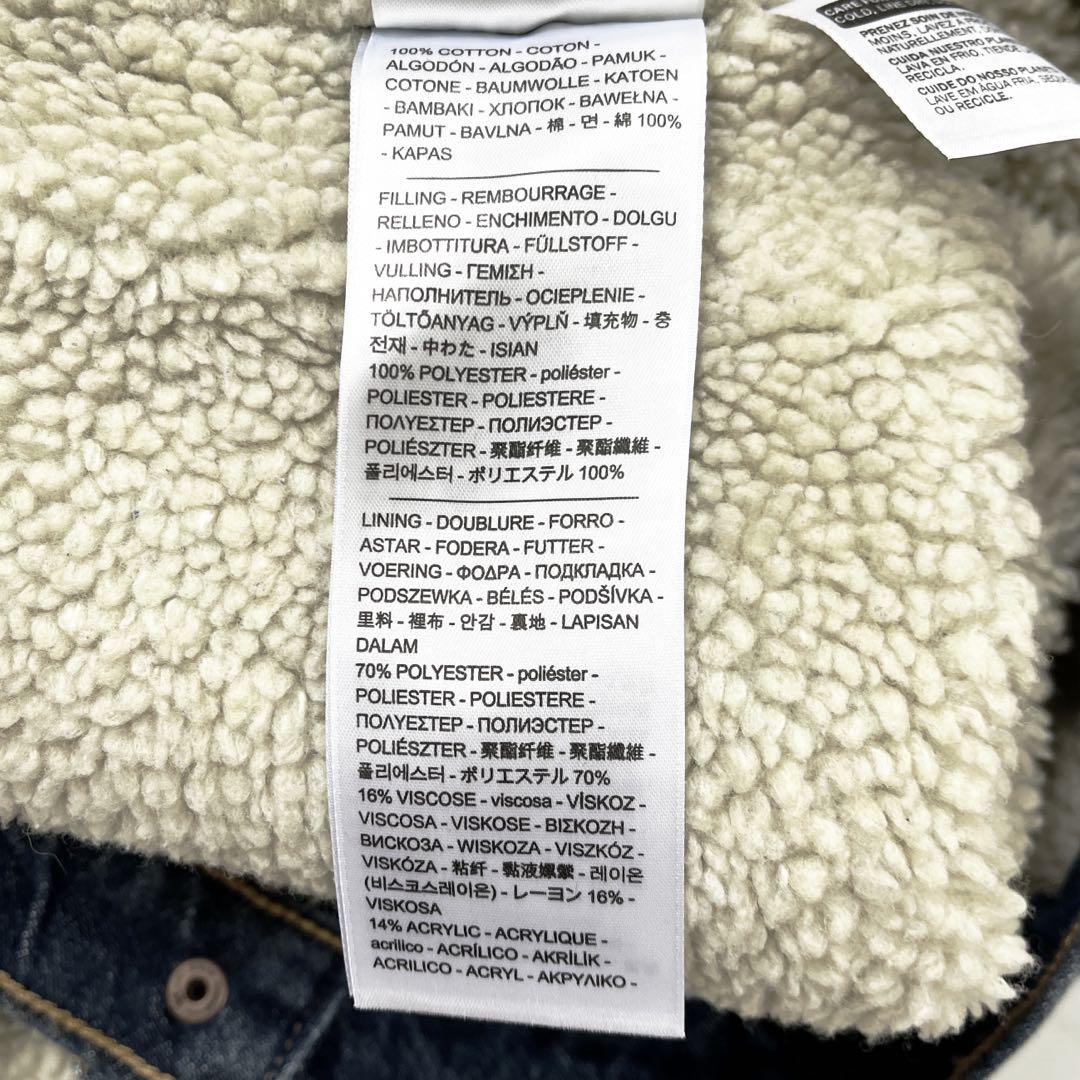 100% COTTON - COTON -
ALGODÓN - ALGODÃO - PAMUK -
COTONE - BAUMWOLLE - KATOEN
- BAMBAKI - ХЛОПОК - BAWEŁNA -
PAMUT - BAVLNA - 棉 - 면 - 綿 100%
- KAPAS
FILLING - REMBOURRAGE -
RELLENO - ENCHIMENTO - DOLGU
- IMBOTTITURA - FÜLLSTOFF -
VULLING - ΓΕΜΙΣΗ -
НАПОЛНИТЕЛЬ - OCIEPLENIE -
TÖLTŐANYAG - VÝPLŇ - 填充物 - 충
전재 - 中わた - ISIAN
100% POLYESTER - poliéster -
POLIESTER - POLIESTERE -
ΠΟΛΥΕΣΤΕΡ - ПОЛИЭСТЕР -
POLIÉSZTER - 聚酯纤维 - 聚酯纖維 -
폴리에스터 - ポリエステル 100%
LINING - DOUBLURE - FORRO -
ASTAR - FODERA - FUTTER -
VOERING - ΦΟΔΡΑ - ПОДКЛАДКА -
PODSZEWKA - BÉLÉS - PODŠÍVKA -
里料 - 裡布 - 안감 - 裏地 - LAPISAN
DALAM
70% POLYESTER - poliéster -
POLIESTER - POLIESTERE -
ΠΟΛΥΕΣΤΕΡ - ПОЛИЭСТЕР -
POLIÉSZTER - 聚酯纤维 - 聚酯纖維 -
폴리에스터 - ポリエステル 70%
16% VISCOSE - viscosa - VİSKOZ -
VISCOSA - VISKOSE - ΒΙΣΚΟΖΗ -
ВИСКОЗА - WISKOZA - VISZKÓZ -
VISKÓZA - 粘纤 - 黏液嫘縈 - 레이온
(비스코스레이온) - レーヨン 16% -
VISKOSA
14% ACRYLIC - ACRYLIQUE -
acrilico - ACRÍLICO - AKRİLİK -
ACRILICO - ACRYL - ΑΚΡΥΛΙΚΟ -
COLD, LINE
PRENEZ SOIN DE
MOINS, LAVEZ À
NATURELLEMENT,
CUIDA NUESTRO PLAN
LAVA EN FRÍO, TIENDE
RECICLA.
CUIDE DO NOSSO PLANET
LAVE EM ÁGUA FRIA,
OU RECICLE.